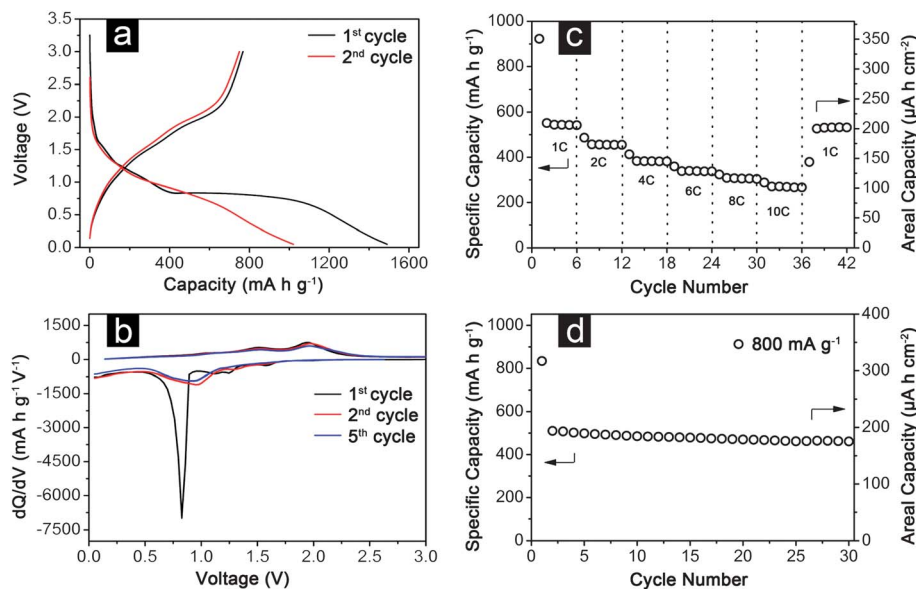 a
1st cycle
2nd cycle
Voltage (V)
3.0
2.5
2.0
1.5
1.0
0.5
0.0
0 400 800 1200 1600
Capacity (mA h g-1)
b
1st cycle
2nd cycle
5th cycle
dQ/dV (mA h g-1 V-1)
1500
0
-1500
-3000
-4500
-6000
-7500
0.0 0.5 1.0 1.5 2.0 2.5 3.0
Voltage (V)
c
Specific Capacity (mA h g-1)
1000
800
600
400
200
0
1C
2C
4C
6C
8C
10C
1C
350
300
250
200
150
100
50
0
Areal Capacity (µA h cm-2)
0 6 12 18 24 30 36 42
Cycle Number
d
800 mA g-1
Specific Capacity (mA h g-1)
1000
800
600
400
200
0
400
300
200
100
0
Areal Capacity (µA h cm-2)
0 5 10 15 20 25 30
Cycle Number